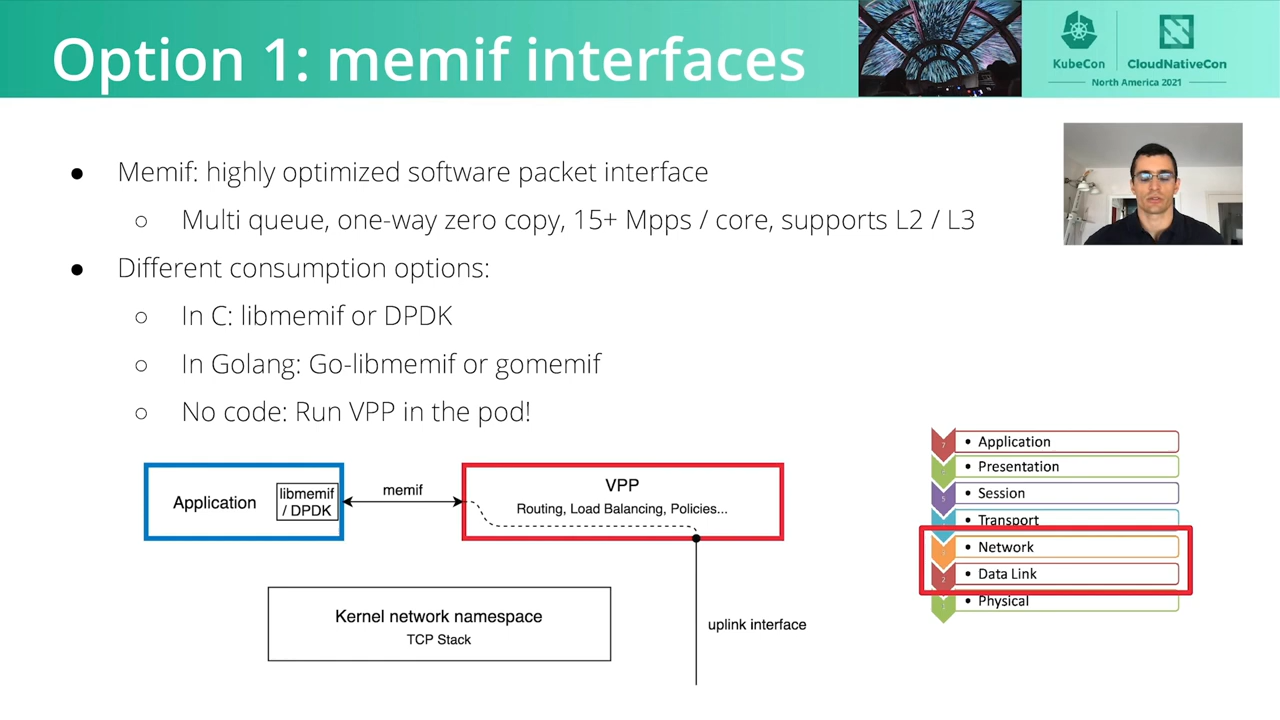 Option 1: memif interfaces
KubeCon
CloudNativeCon
North America 2021
● Memif: highly optimized software packet interface
○ Multi queue, one-way zero copy, 15+ Mpps / core, supports L2 / L3
● Different consumption options:
○ In C: libmemif or DPDK
○ In Golang: Go-libmemif or gomemif
○ No code: Run VPP in the pod!
Application
libmemif
/ DPDK
memif
VPP
Routing, Load Balancing, Policies...
Kernel network namespace
TCP Stack
uplink interface
7 • Application
• Presentation
5 • Session
• Transport
• Network
2 • Data Link
• Physical